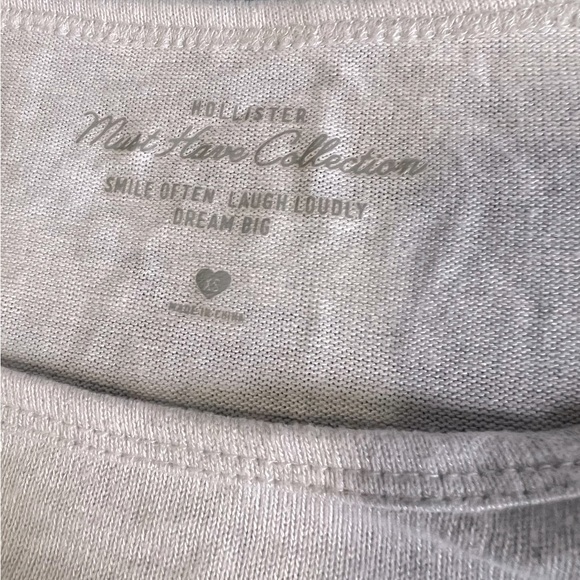 HOLLISTER
Must Have Collection
SMILE OFTEN LAUGH LOUDLY
DREAM BIG
XS
MADE IN CHINA